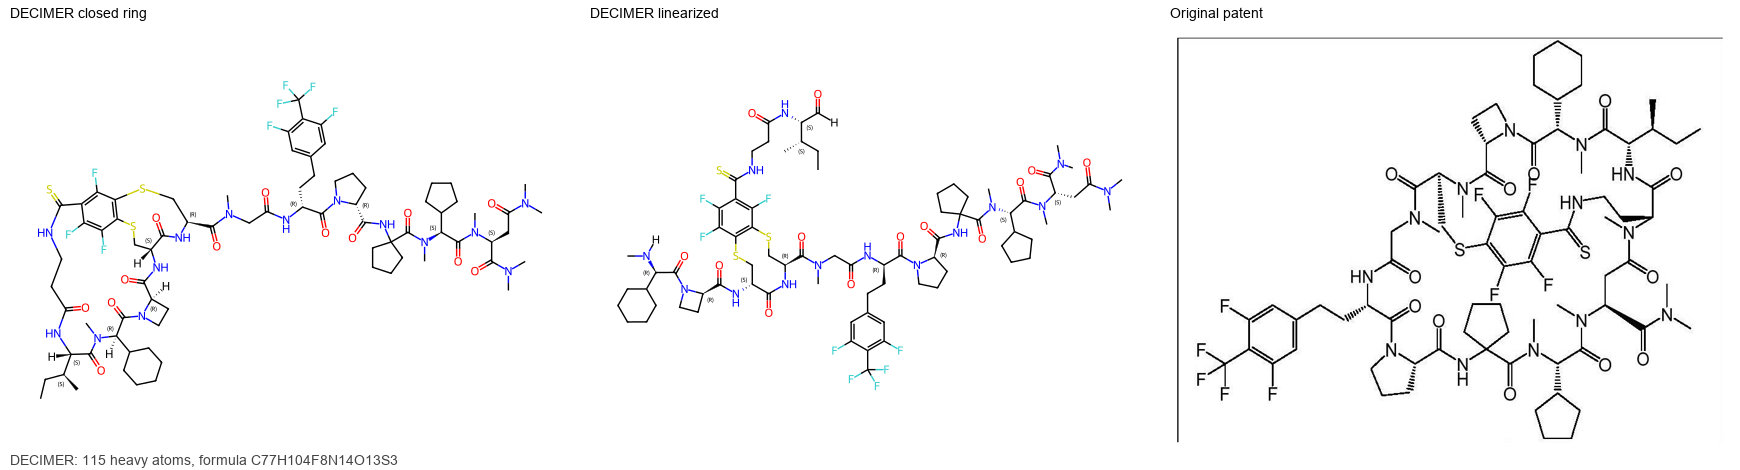 DECIMER closed ring
DECIMER linearized
Original patent
DECIMER: 115 heavy atoms, formula C77H104F8N14O13S3